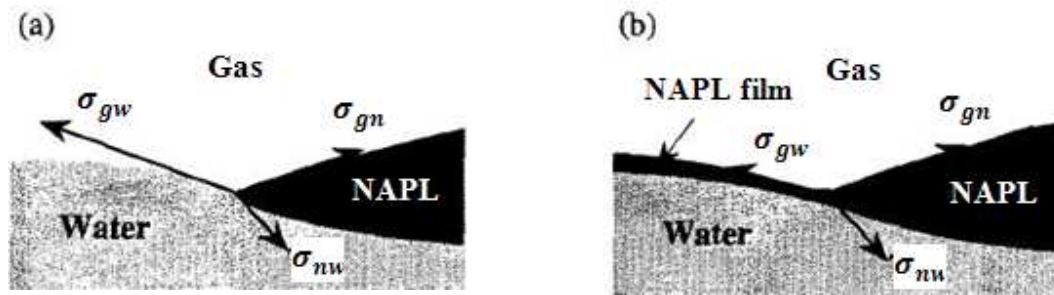 (a)
Gas
σgw
σgn
NAPL
Water
σnw
(b)
Gas
NAPL film
σgn
σgw
NAPL
Water
σnw